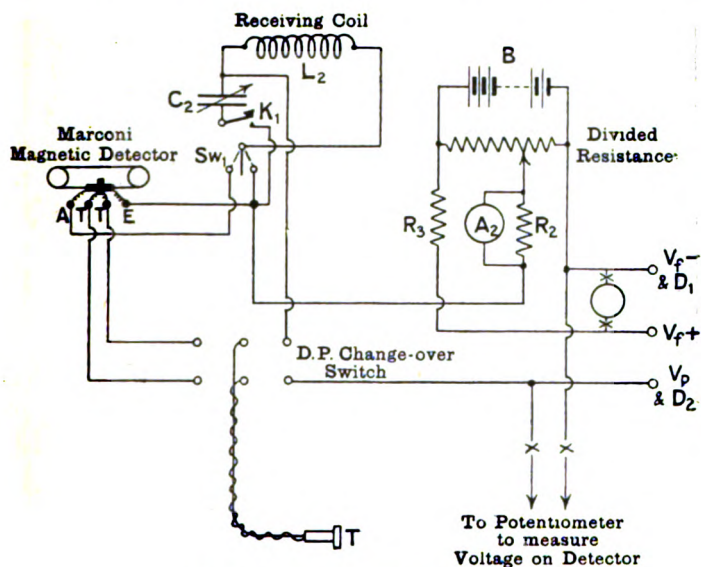 Receiving Coil
L2
C2
K1
B
Marconi
Magnetic Detector
Sw1
Divided
Resistance
A T T E
R3
A2
R2
Vf−
& D1
Vf+
D.P. Change-over
Switch
Vp
& D2
T
To Potentiometer
to measure
Voltage on Detector